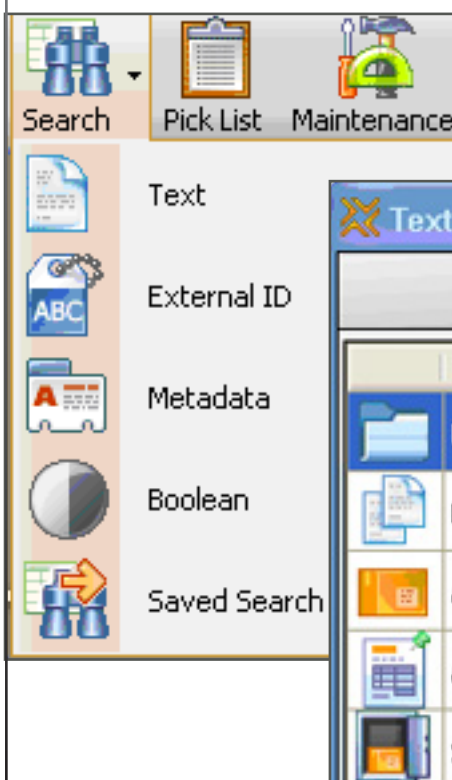 Search Pick List Maintenance
Text
Text
External ID
ABC
Metadata
A
Boolean
Saved Search